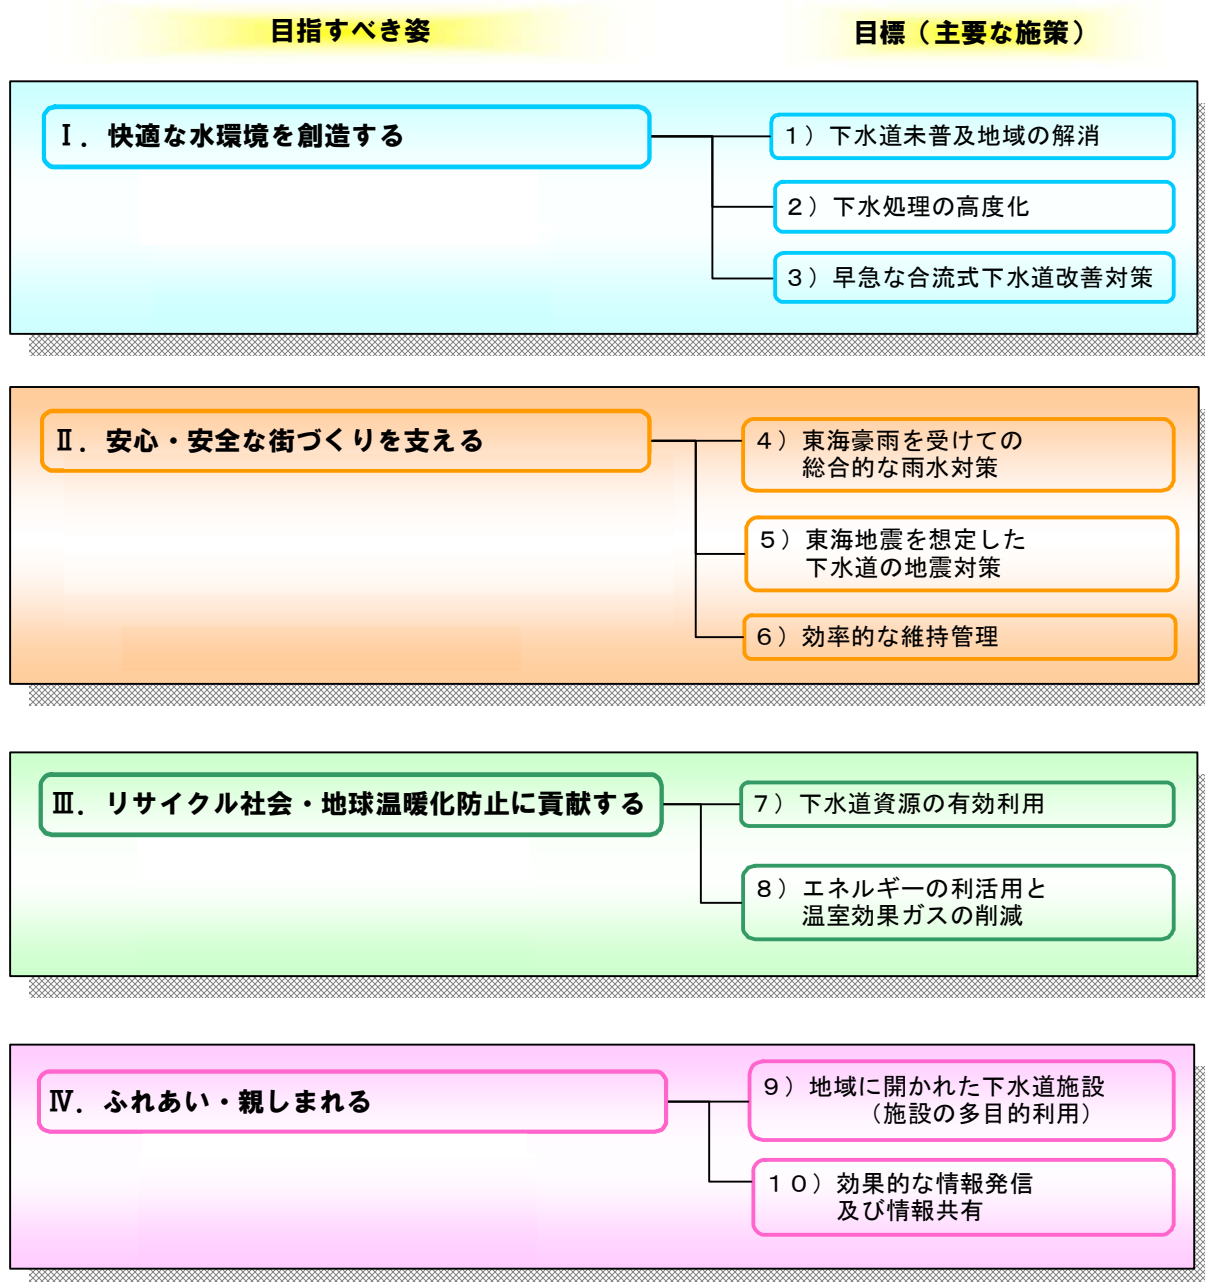 目指すべき姿
目標（主要な施策）
Ⅰ．快適な水環境を創造する
１）下水道未普及地域の解消
２）下水処理の高度化
３）早急な合流式下水道改善対策
Ⅱ．安心・安全な街づくりを支える
４）東海豪雨を受けての
総合的な雨水対策
５）東海地震を想定した
下水道の地震対策
６）効率的な維持管理
Ⅲ．リサイクル社会・地球温暖化防止に貢献する
７）下水道資源の有効利用
８）エネルギーの利活用と
温室効果ガスの削減
Ⅳ．ふれあい・親しまれる
９）地域に開かれた下水道施設
（施設の多目的利用）
１０）効果的な情報発信
及び情報共有